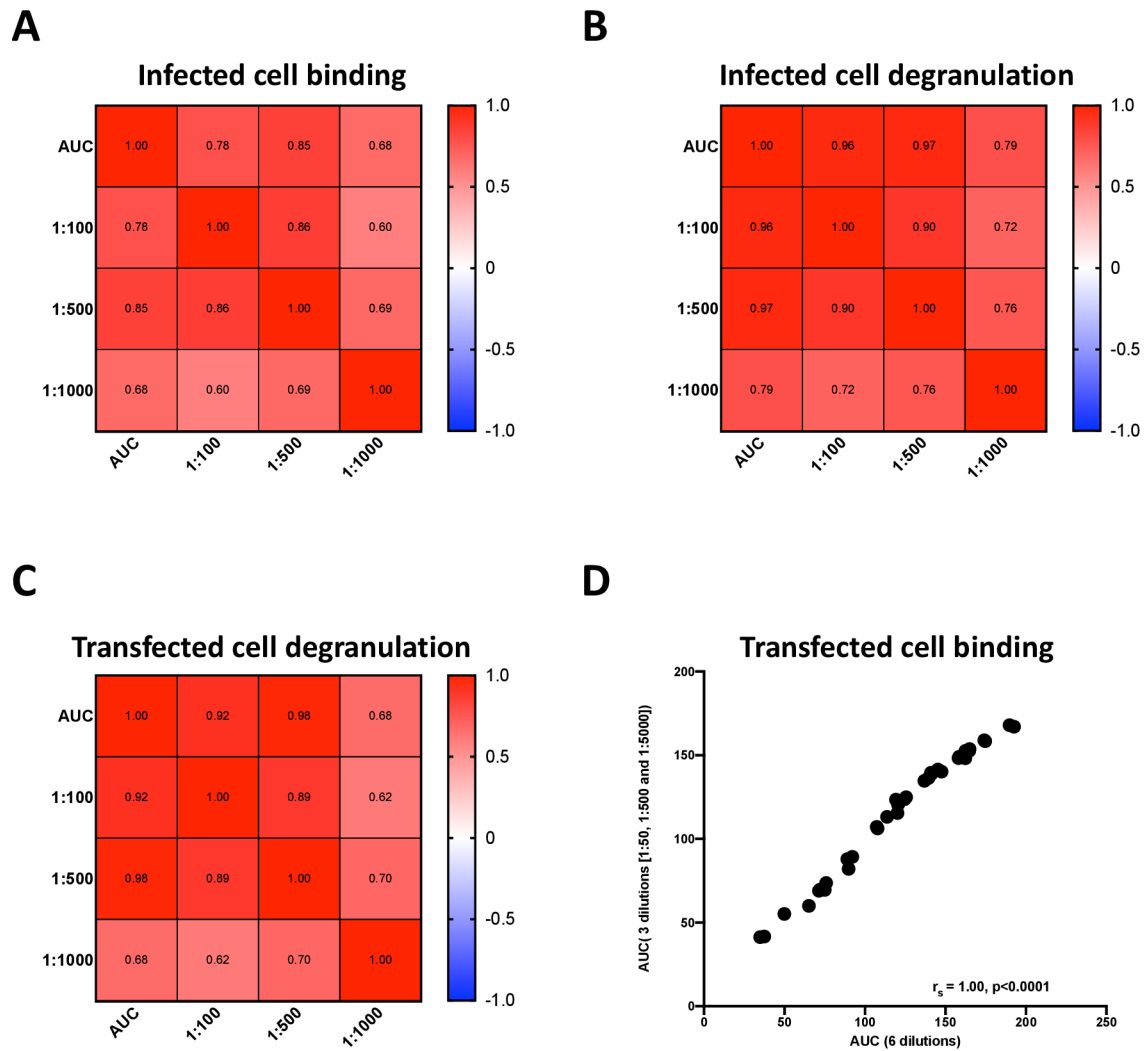 A
Infected cell binding
AUC 1.00 0.78 0.85 0.68
1:100 0.78 1.00 0.86 0.60
1:500 0.85 0.86 1.00 0.69
1:1000 0.68 0.60 0.69 1.00
AUC 1:100 1:500 1:1000
1.0
0.5
0
-0.5
-1.0
B
Infected cell degranulation
AUC 1.00 0.96 0.97 0.79
1:100 0.96 1.00 0.90 0.72
1:500 0.97 0.90 1.00 0.76
1:1000 0.79 0.72 0.76 1.00
AUC 1:100 1:500 1:1000
1.0
0.5
0
-0.5
-1.0
C
Transfected cell degranulation
AUC 1.00 0.92 0.98 0.68
1:100 0.92 1.00 0.89 0.62
1:500 0.98 0.89 1.00 0.70
1:1000 0.68 0.62 0.70 1.00
AUC 1:100 1:500 1:1000
1.0
0.5
0
-0.5
-1.0
D
Transfected cell binding
AUC( 3 dilutions [1:50, 1:500 and 1:5000])
200
150
100
50
0
rs = 1.00, p<0.0001
0 50 100 150 200 250
AUC (6 dilutions)